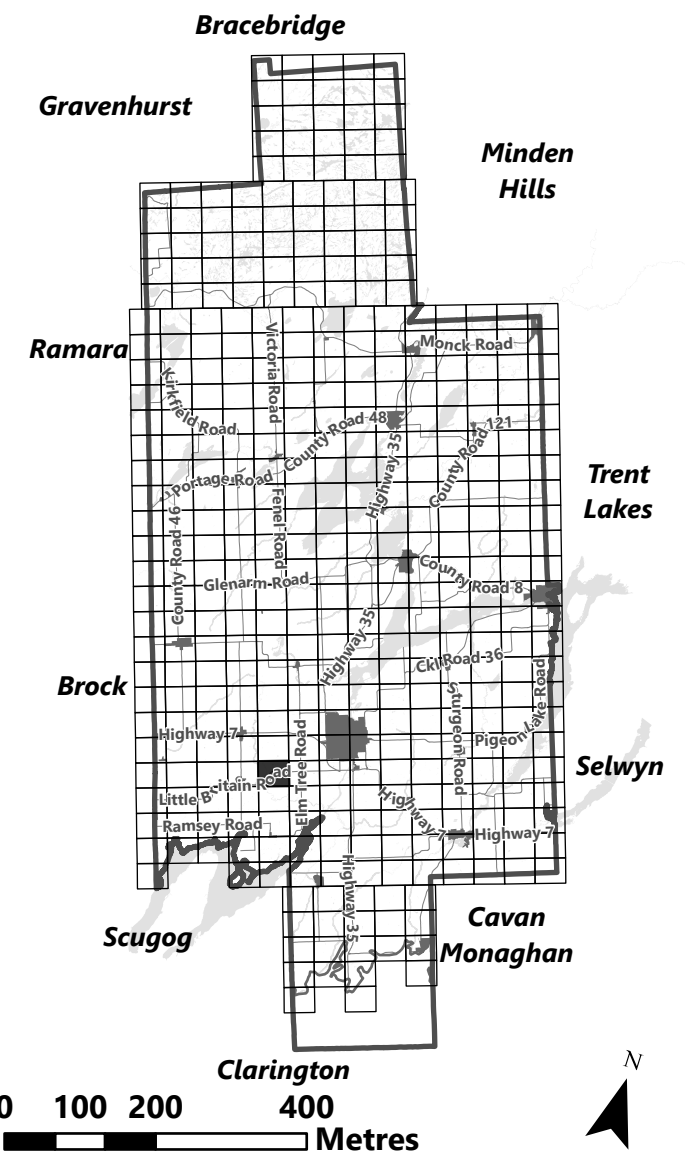 Bracebridge
Gravenhurst
Minden
Hills
Ramara
Victoria Road
Monck Road
Kirkfield Road
County Road 48
County Road 121
Highway 35
Portage Road
Trent
Lakes
Fenel Road
County Road 46
Glenarm Road
County Road 8
Highway 35
Ckl Road 36
Brock
Sturgeon Road
Pigeon Lake Road
Highway 7
Elm Tree Road
Selwyn
Little Britain Road
Highway 7
Ramsey Road
Highway 7
Highway 35
Scugog
Cavan
Monaghan
Clarington
N
0 100 200 400
Metres